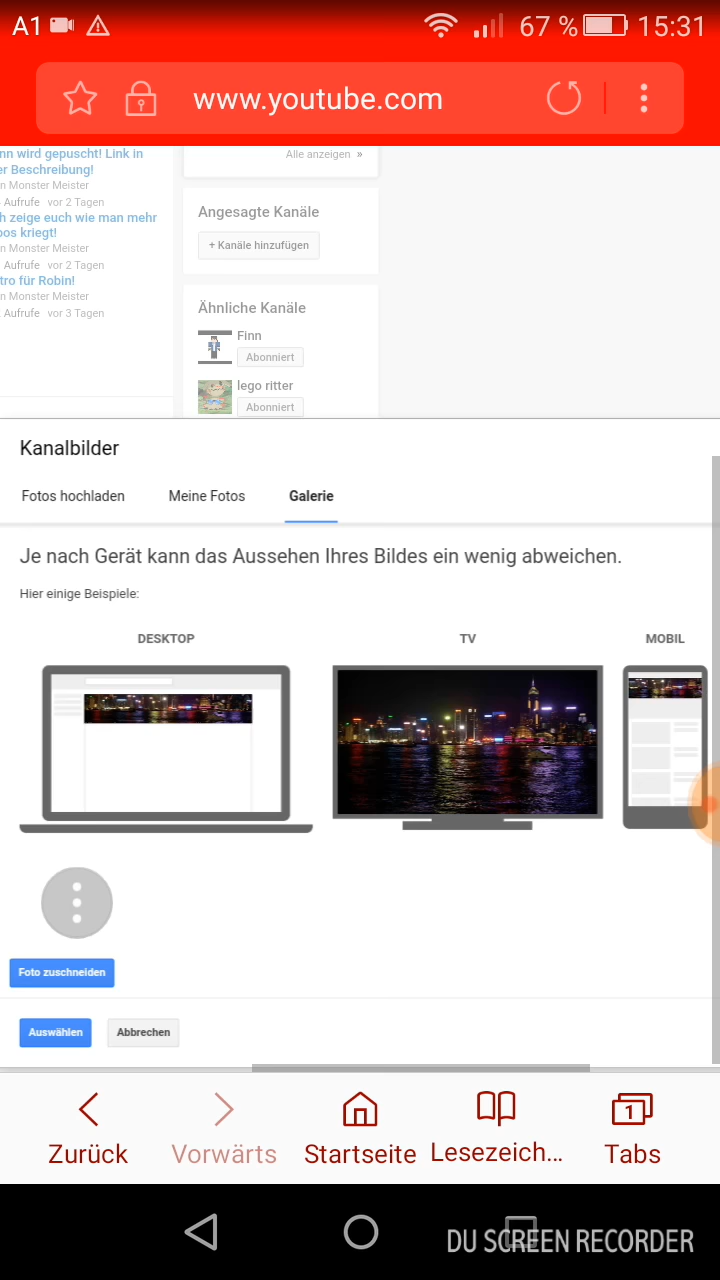 A1 67 % 15:31
www.youtube.com
nn wird gepuscht! Link in
er Beschreibung!
n Monster Meister
Aufrufe vor 2 Tagen
h zeige euch wie man mehr
bos kriegt!
n Monster Meister
Aufrufe vor 2 Tagen
tro für Robin!
n Monster Meister
Aufrufe vor 3 Tagen
Alle anzeigen »
Angesagte Kanäle
+ Kanäle hinzufügen
Ähnliche Kanäle
Finn
Abonniert
lego ritter
Abonniert
Kanalbilder
Fotos hochladen Meine Fotos Galerie
Je nach Gerät kann das Aussehen Ihres Bildes ein wenig abweichen.
Hier einige Beispiele:
DESKTOP TV MOBIL
Foto zuschneiden
Auswählen Abbrechen
1
Zurück Vorwärts Startseite Lesezeich... Tabs
DU SCREEN RECORDER